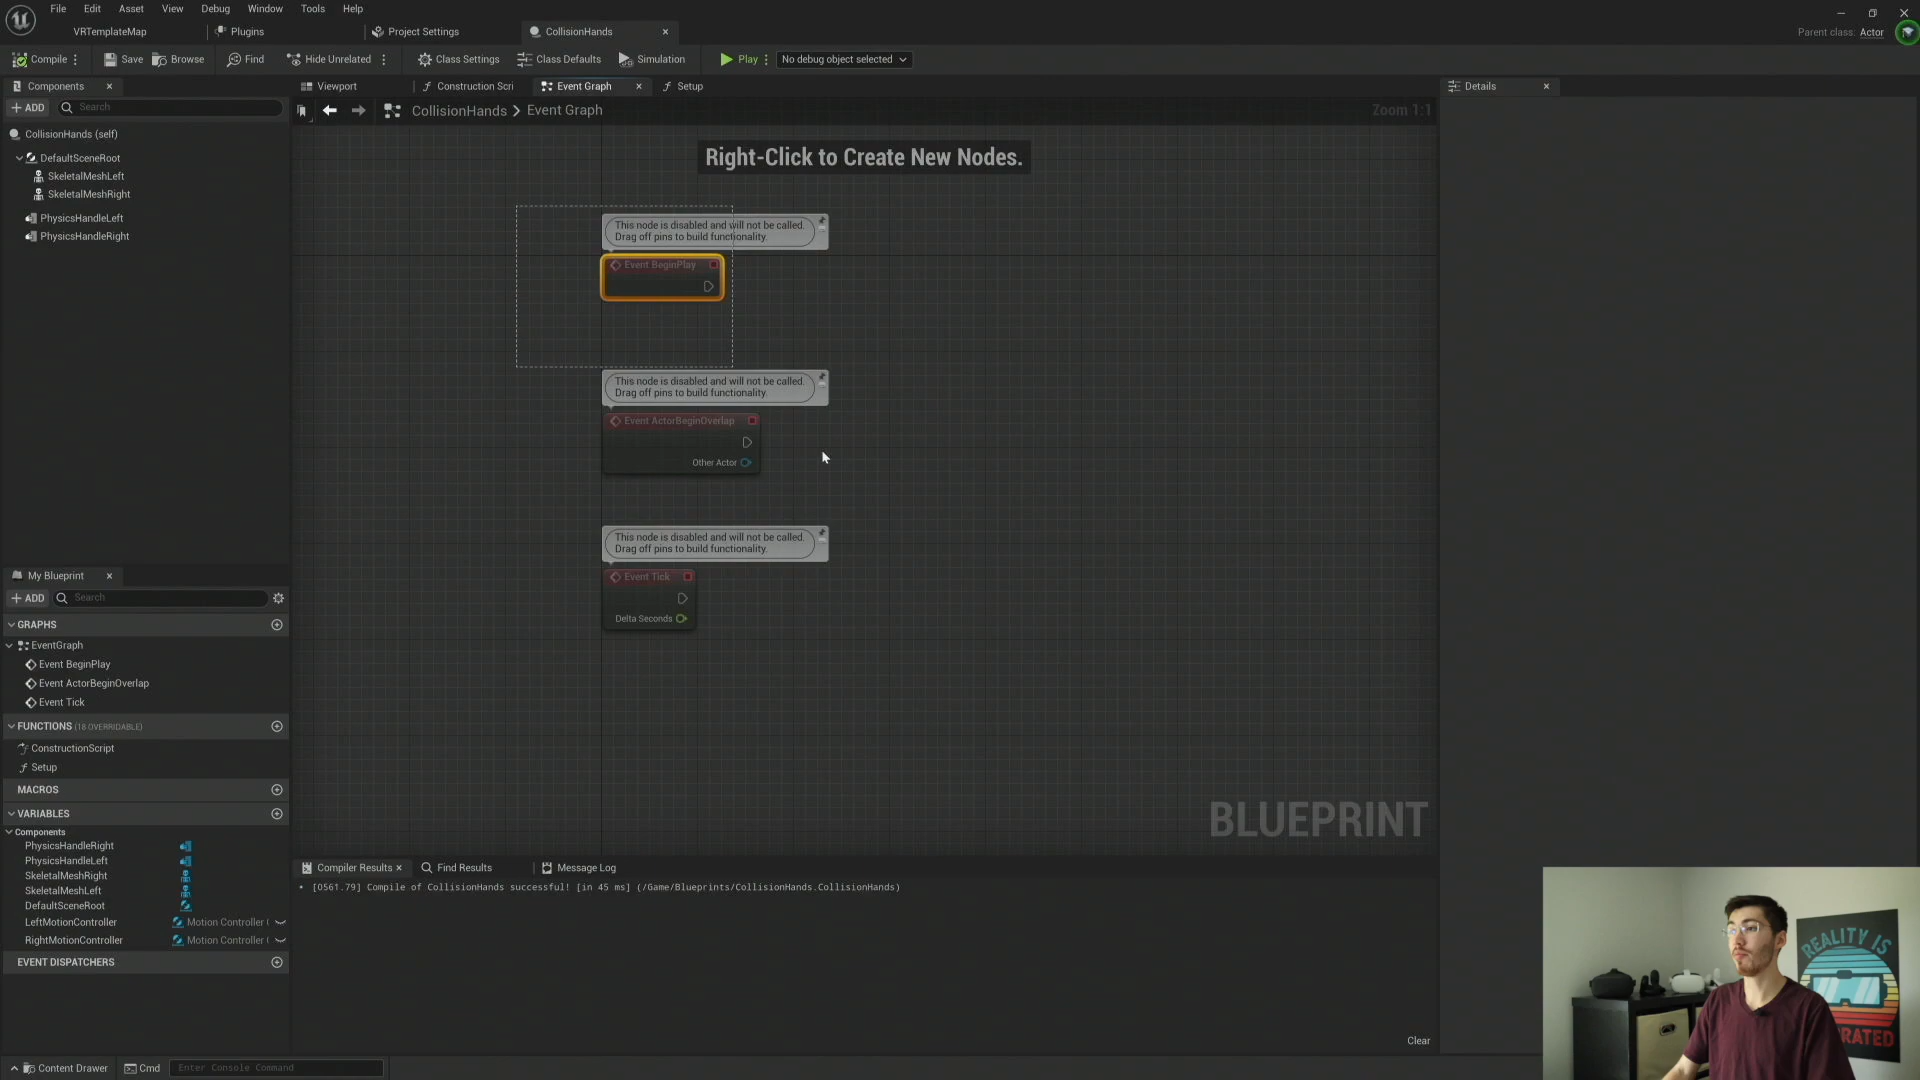 File Edit Asset View Debug Window Tools Help
VRTemplateMap Plugins Project Settings CollisionHands
Parent class: Actor
Compile Save Browse Find Hide Unrelated Class Settings Class Defaults Simulation Play No debug object selected
Components Viewport Construction Scri Event Graph Setup Details
+ ADD Search
CollisionHands > Event Graph Zoom 1:1
CollisionHands (self)
DefaultSceneRoot
SkeletalMeshLeft
SkeletalMeshRight
PhysicsHandleLeft
PhysicsHandleRight
Right-Click to Create New Nodes.
This node is disabled and will not be called.
Drag off pins to build functionality.
Event BeginPlay
This node is disabled and will not be called.
Drag off pins to build functionality.
Event ActorBeginOverlap
Other Actor
This node is disabled and will not be called.
Drag off pins to build functionality.
Event Tick
Delta Seconds
BLUEPRINT
My Blueprint
+ ADD Search
GRAPHS
EventGraph
Event BeginPlay
Event ActorBeginOverlap
Event Tick
FUNCTIONS (18 OVERRIDABLE)
ConstructionScript
Setup
MACROS
VARIABLES
Components
PhysicsHandleRight
PhysicsHandleLeft
SkeletalMeshRight
SkeletalMeshLeft
DefaultSceneRoot
LeftMotionController Motion Controller (
RightMotionController Motion Controller (
EVENT DISPATCHERS
Compiler Results Find Results Message Log
• [0561.79] Compile of CollisionHands successful! [in 45 ms] (/Game/Blueprints/CollisionHands.CollisionHands)
Clear
Content Drawer Cmd Enter Console Command
REALITY IS
RATED